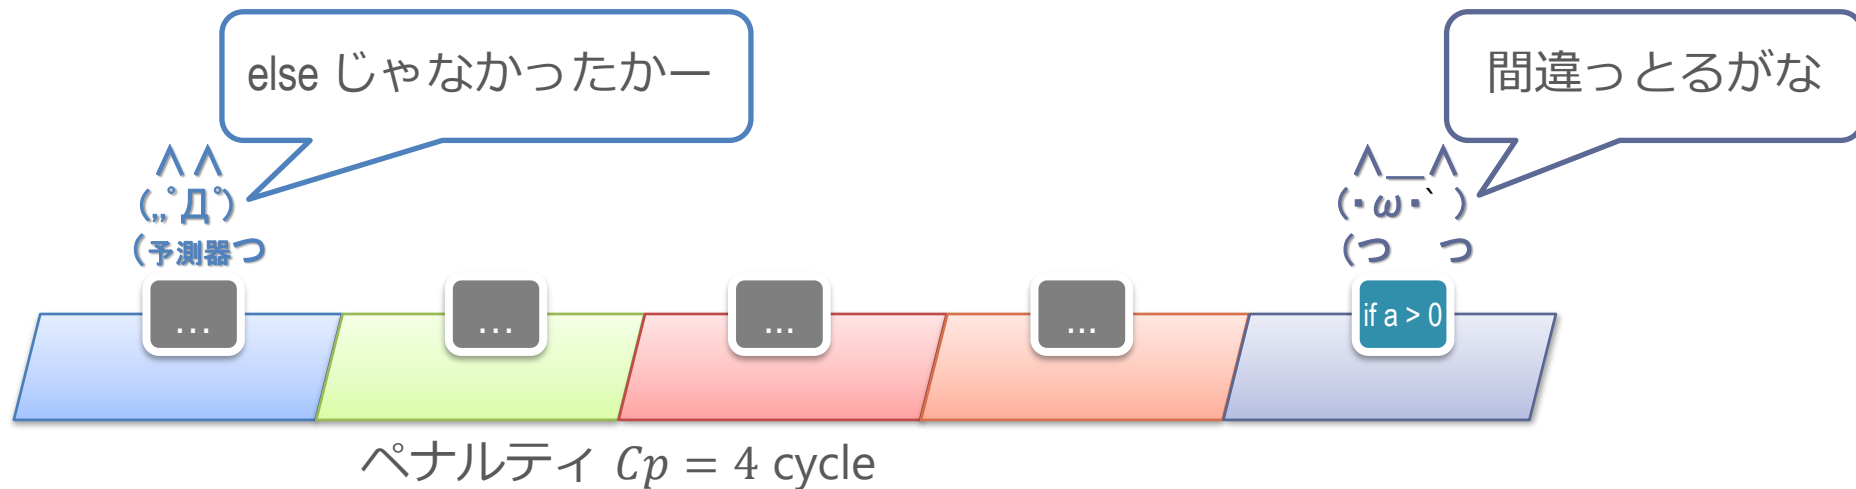 else じゃなかったかー
間違っとるがな
∧ ∧
(,,゜Д゜)
(予測器つ
∧＿∧
(・ω・` )
(つ　つ
...
...
...
...
if a > 0
ペナルティ Cp = 4 cycle